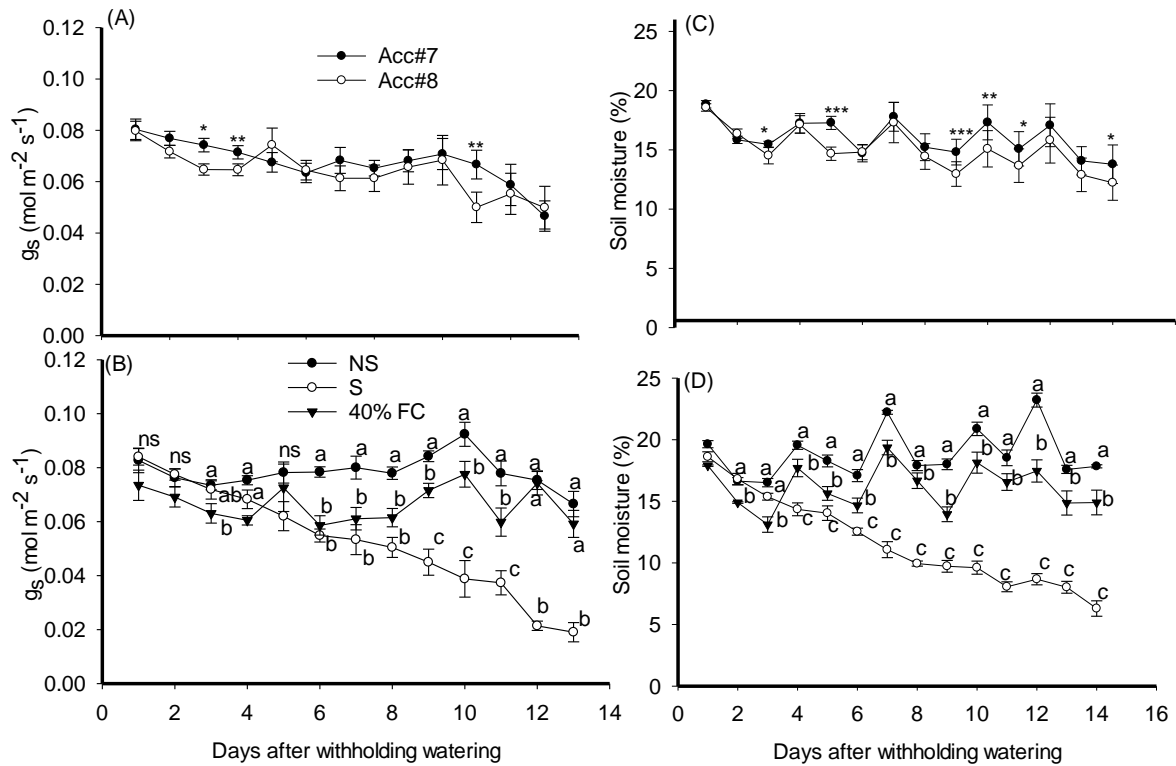 (A)
0.12
0.10
0.08
0.06
0.04
0.02
0.00
gs (mol m-2 s-1)
Acc#7
Acc#8
* ** **
(C)
25
20
15
10
5
0
Soil moisture (%)
* *** *** ** * *
(B)
0.12
0.10
0.08
0.06
0.04
0.02
0.00
gs (mol m-2 s-1)
NS
S
40% FC
ns ns a a ns a a a a a a a a
ab a b b b b b b b b a a
b b b c c c b b
0 2 4 6 8 10 12 14
Days after withholding watering
(D)
25
20
15
10
5
0
Soil moisture (%)
a a a a a a a a a a a a a
b b b b b b b b b b b b b
c c c c c c c c c c c
0 2 4 6 8 10 12 14 16
Days after withholding watering